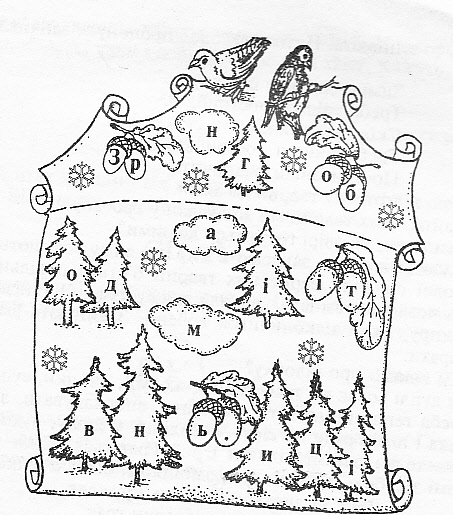 З р н г о б
а
о д і і т
м
в н ь . и ц і